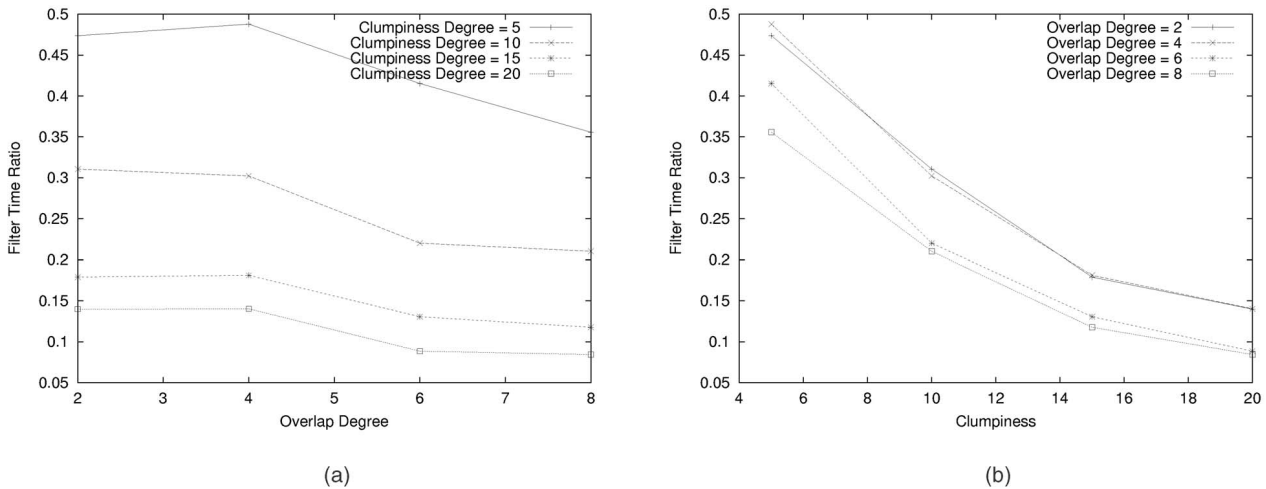 0.5
0.45
0.4
0.35
0.3
0.25
0.2
0.15
0.1
0.05
Filter Time Ratio
Clumpiness Degree = 5
Clumpiness Degree = 10
Clumpiness Degree = 15
Clumpiness Degree = 20
2 3 4 5 6 7 8
Overlap Degree
(a)
0.5
0.45
0.4
0.35
0.3
0.25
0.2
0.15
0.1
0.05
Filter Time Ratio
Overlap Degree = 2
Overlap Degree = 4
Overlap Degree = 6
Overlap Degree = 8
4 6 8 10 12 14 16 18 20
Clumpiness
(b)